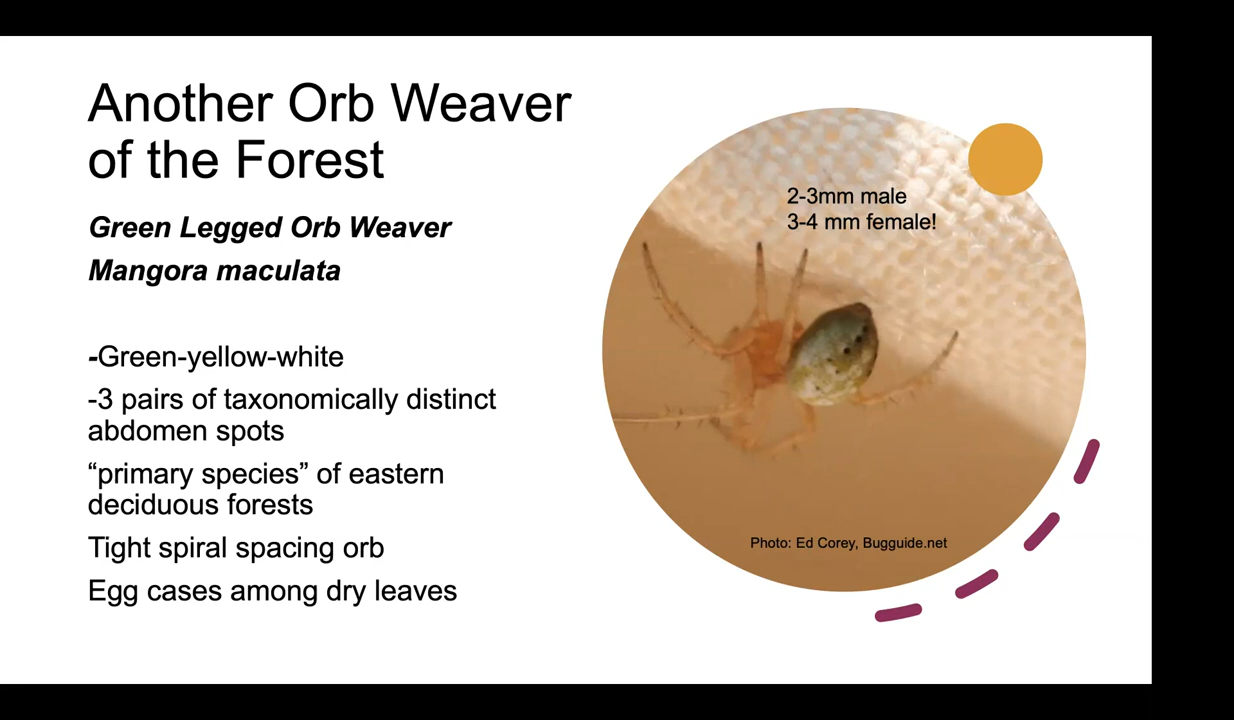 Another Orb Weaver
of the Forest
Green Legged Orb Weaver
Mangora maculata
-Green-yellow-white
-3 pairs of taxonomically distinct
abdomen spots
“primary species” of eastern
deciduous forests
Tight spiral spacing orb
Egg cases among dry leaves
2-3mm male
3-4 mm female!
Photo: Ed Corey, Bugguide.net